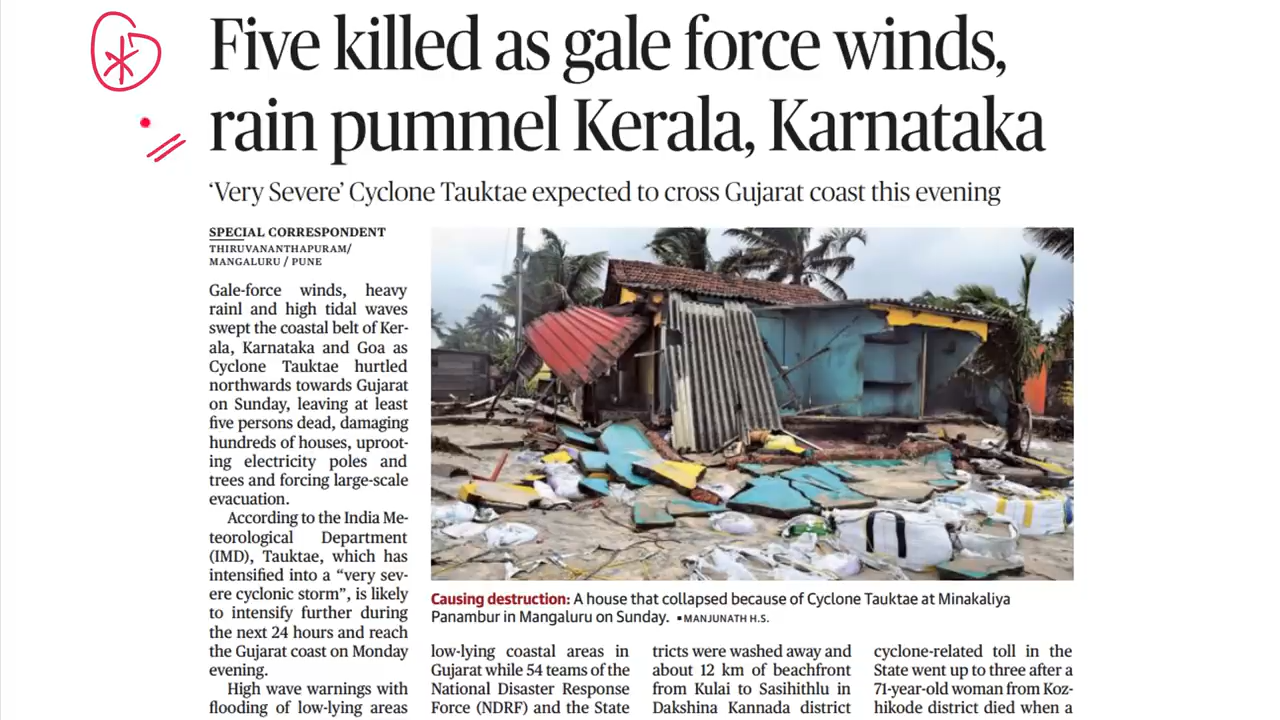 Five killed as gale force winds,
rain pummel Kerala, Karnataka
‘Very Severe’ Cyclone Tauktae expected to cross Gujarat coast this evening
SPECIAL CORRESPONDENT
THIRUVANANTHAPURAM/
MANGALURU / PUNE
Gale-force winds, heavy
rainl and high tidal waves
swept the coastal belt of Ker-
ala, Karnataka and Goa as
Cyclone Tauktae hurtled
northwards towards Gujarat
on Sunday, leaving at least
five persons dead, damaging
hundreds of houses, uproot-
ing electricity poles and
trees and forcing large-scale
evacuation.
According to the India Me-
teorological Department
(IMD), Tauktae, which has
intensified into a “very sev-
ere cyclonic storm”, is likely
to intensify further during
the next 24 hours and reach
the Gujarat coast on Monday
evening.
High wave warnings with
flooding of low-lying areas
Causing destruction: A house that collapsed because of Cyclone Tauktae at Minakaliya
Panambur in Mangaluru on Sunday. ▪MANJUNATH H.S.
low-lying coastal areas in
Gujarat while 54 teams of the
National Disaster Response
Force (NDRF) and the State
tricts were washed away and
about 12 km of beachfront
from Kulai to Sasihithlu in
Dakshina Kannada district
cyclone-related toll in the
State went up to three after a
71-year-old woman from Koz-
hikode district died when a